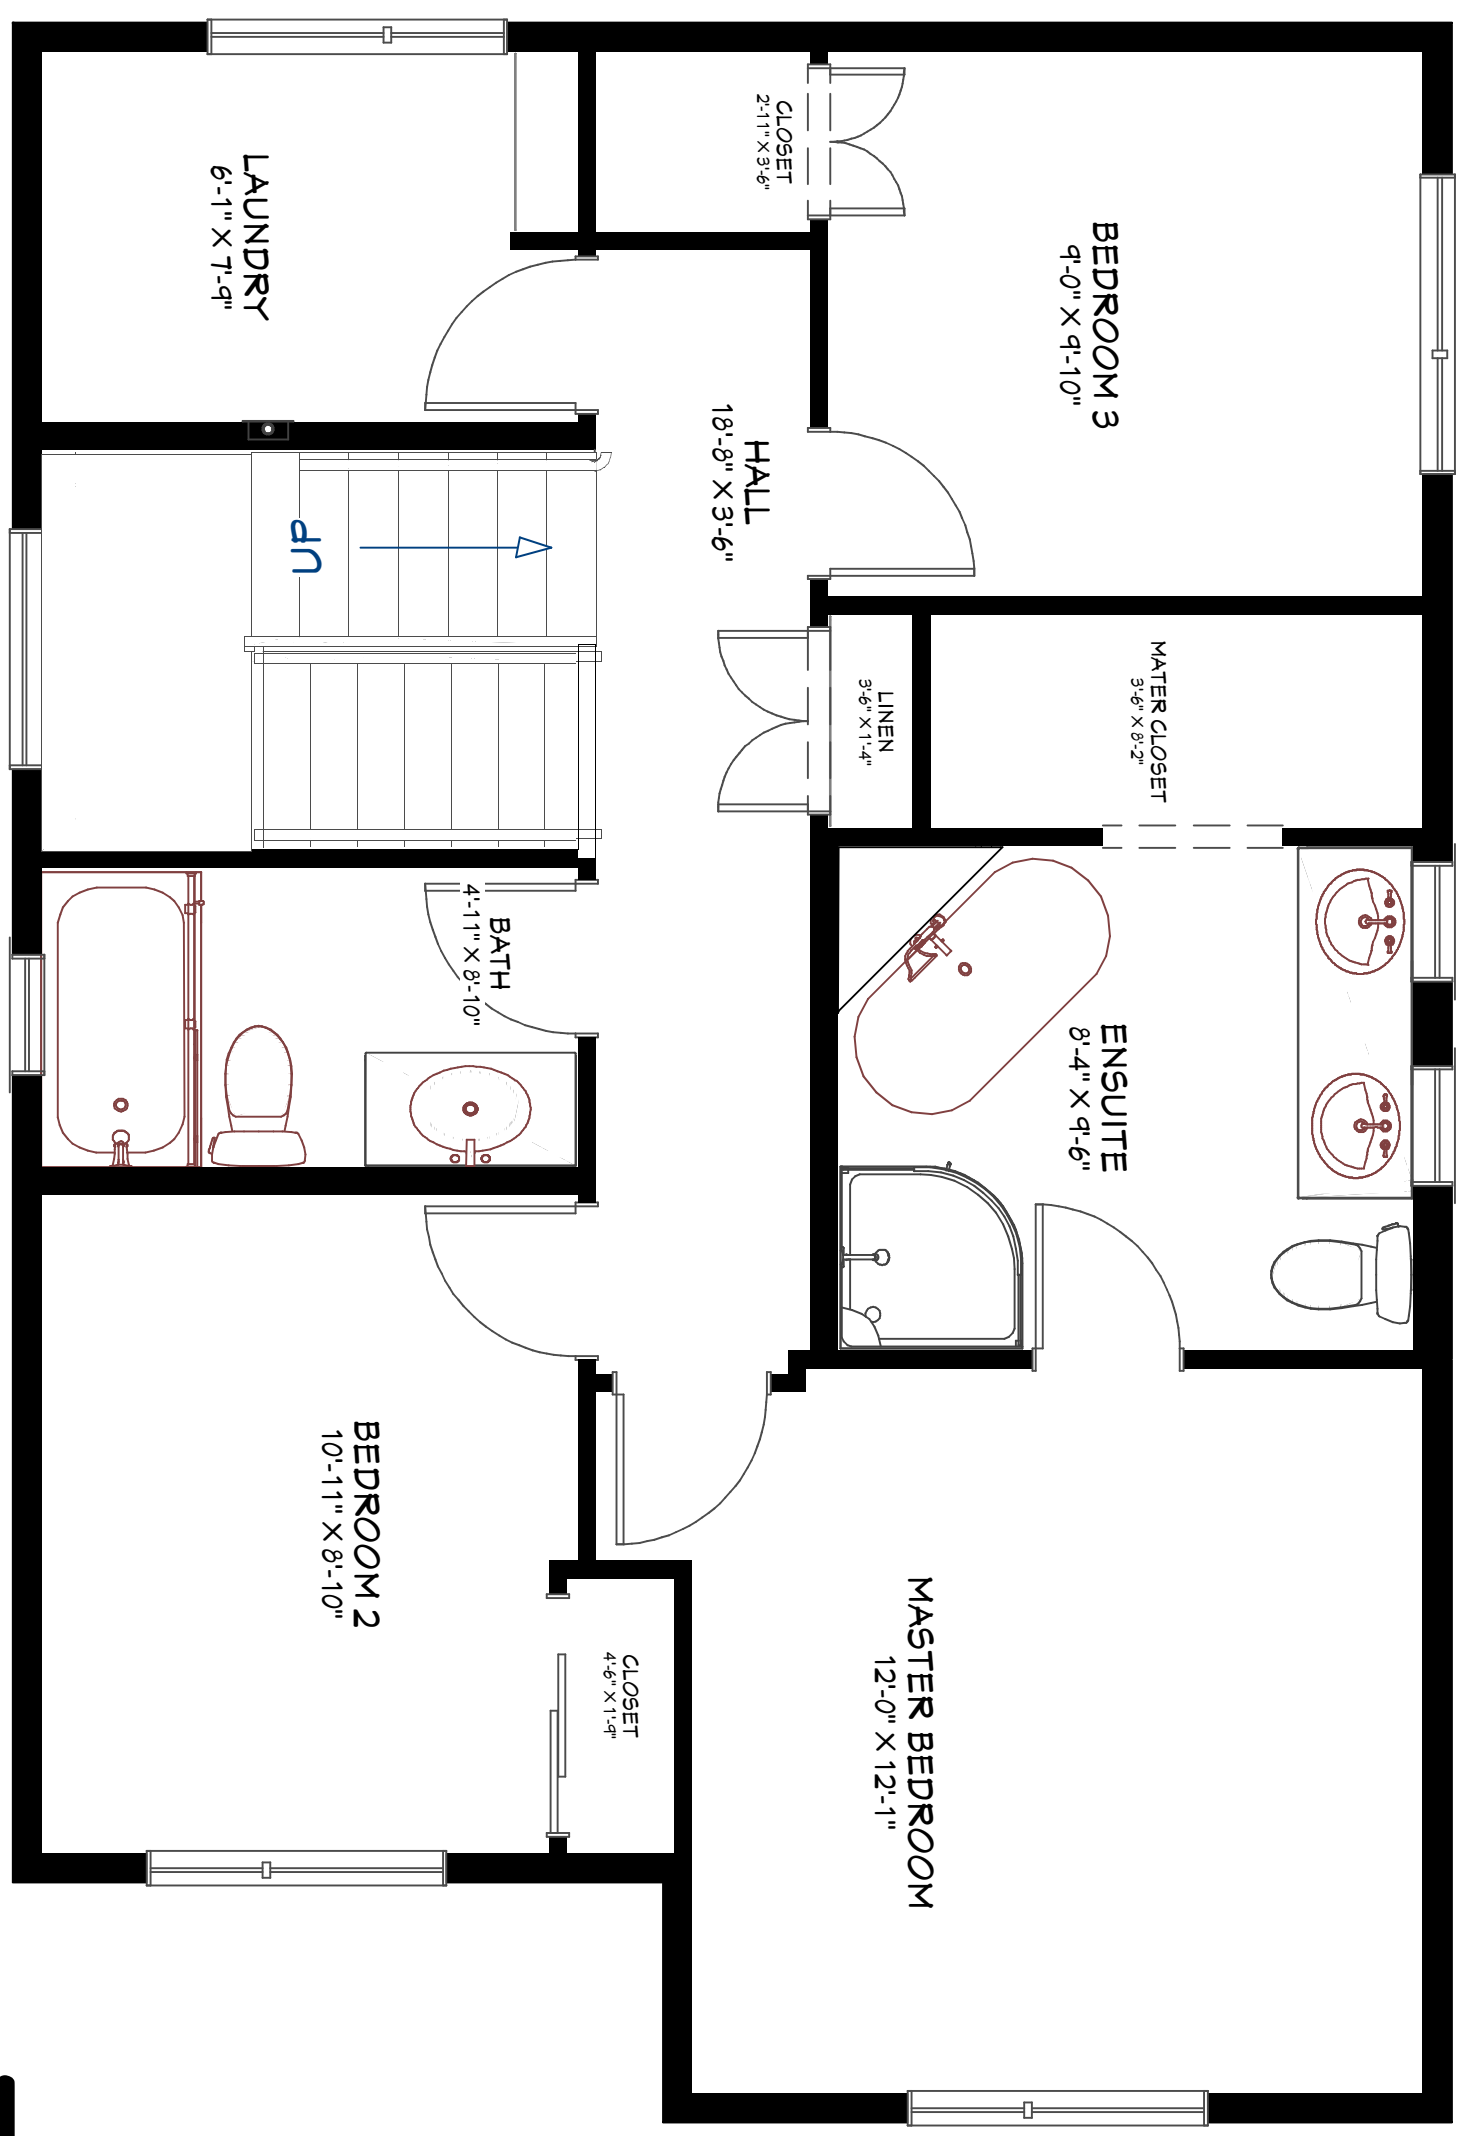 BEDROOM 3
9'-0" X 9'-10"
CLOSET
2'-11" X 3'-6"
LAUNDRY
6'-1" X 7'-9"
HALL
18'-8" X 3'-6"
UP
MATER CLOSET
3'-6" X 8'-2"
LINEN
3'-6" X 1'-4"
ENSUITE
8'-4" X 9'-6"
BATH
4'-11" X 8'-10"
MASTER BEDROOM
12'-0" X 12'-1"
CLOSET
4'-6" X 1'-9"
BEDROOM 2
10'-11" X 8'-10"